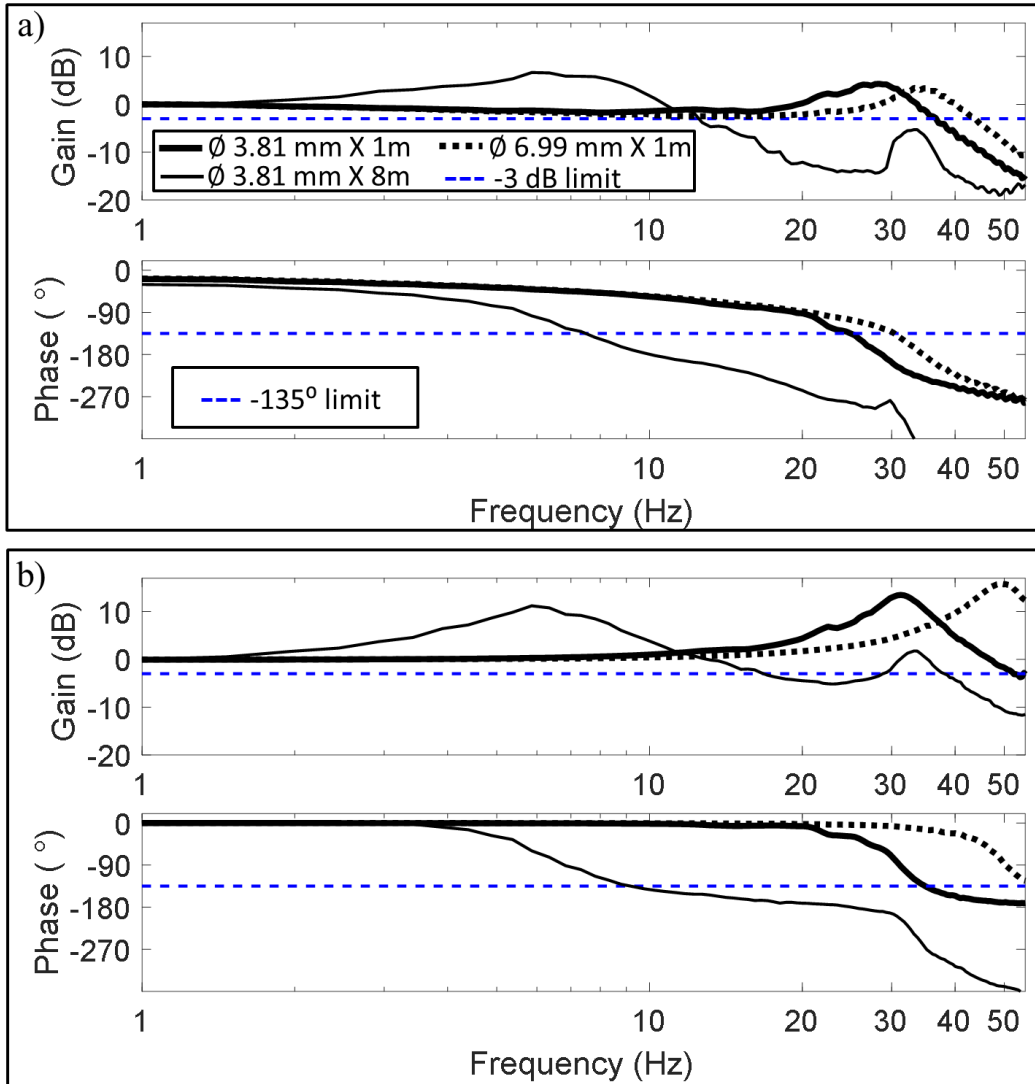 a)
Gain (dB)
10
0
-10
-20
Ø 3.81 mm X 1m Ø 6.99 mm X 1m
Ø 3.81 mm X 8m -3 dB limit
1 10 20 30 40 50
Phase ( ° )
0
-90
-180
-270
-135º limit
1 10 20 30 40 50
Frequency (Hz)
b)
Gain (dB)
10
0
-10
-20
1 10 20 30 40 50
Phase ( ° )
0
-90
-180
-270
1 10 20 30 40 50
Frequency (Hz)